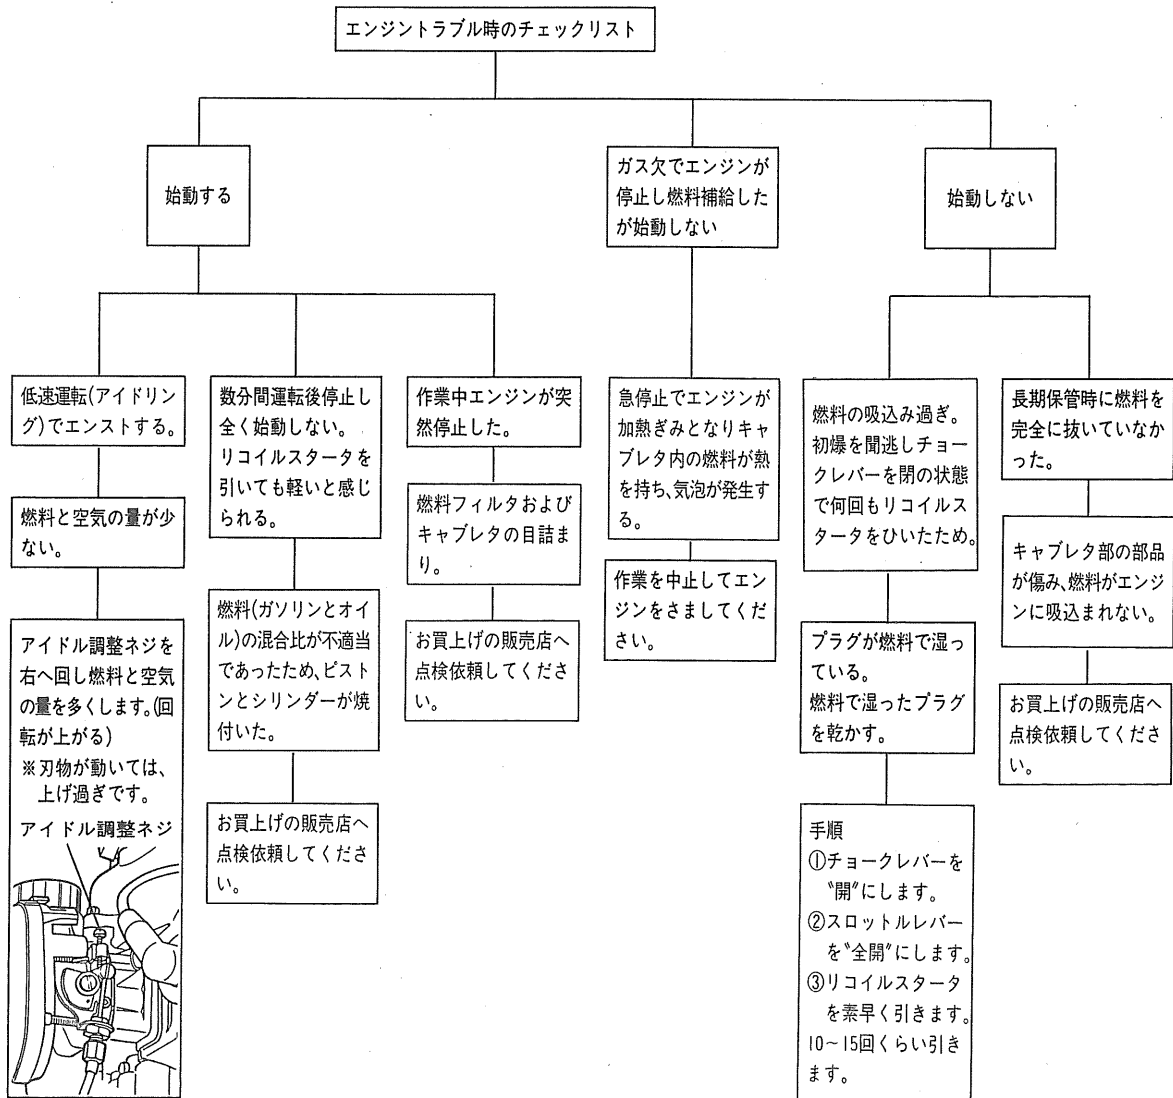 エンジントラブル時のチェックリスト
始動する
ガス欠でエンジンが
停止し燃料補給した
が始動しない
始動しない
低速運転(アイドリン
グ)でエンストする。
燃料と空気の量が少
ない。
アイドル調整ネジを
右へ回し燃料と空気
の量を多くします。(回
転が上がる)
※刃物が動いては、
上げ過ぎです。
アイドル調整ネジ
数分間運転後停止し
全く始動しない。
リコイルスタータを
引いても軽いと感じ
られる。
燃料(ガソリンとオイ
ル)の混合比が不適当
であったため、ピスト
ンとシリンダーが焼
付いた。
お買上げの販売店へ
点検依頼してくださ
い。
作業中エンジンが突
然停止した。
燃料フィルタおよび
キャブレタの目詰ま
り。
お買上げの販売店へ
点検依頼してくださ
い。
急停止でエンジンが
加熱ぎみとなりキャ
ブレタ内の燃料が熱
を持ち、気泡が発生す
る。
作業を中止してエン
ジンをさましてくだ
さい。
燃料の吸込み過ぎ。
初爆を聞逃しチョー
クレバーを閉の状態
で何回もリコイルス
タータをひいたため。
プラグが燃料で湿っ
ている。
燃料で湿ったプラグ
を乾かす。
手順
①チョークレバーを
〝開〟にします。
②スロットルレバー
を〝全開〟にします。
③リコイルスタータ
を素早く引きます。
10~15回くらい引き
ます。
長期保管時に燃料を
完全に抜いていなか
った。
キャブレタ部の部品
が傷み、燃料がエンジ
ンに吸込まれない。
お買上げの販売店へ
点検依頼してくださ
い。